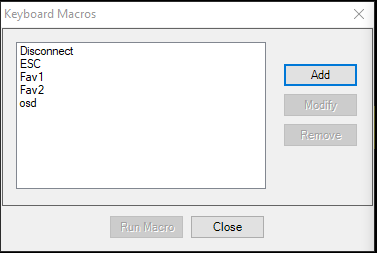 Keyboard Macros
Disconnect
ESC
Fav1
Fav2
osd
Add
Modify
Remove
Run Macro
Close